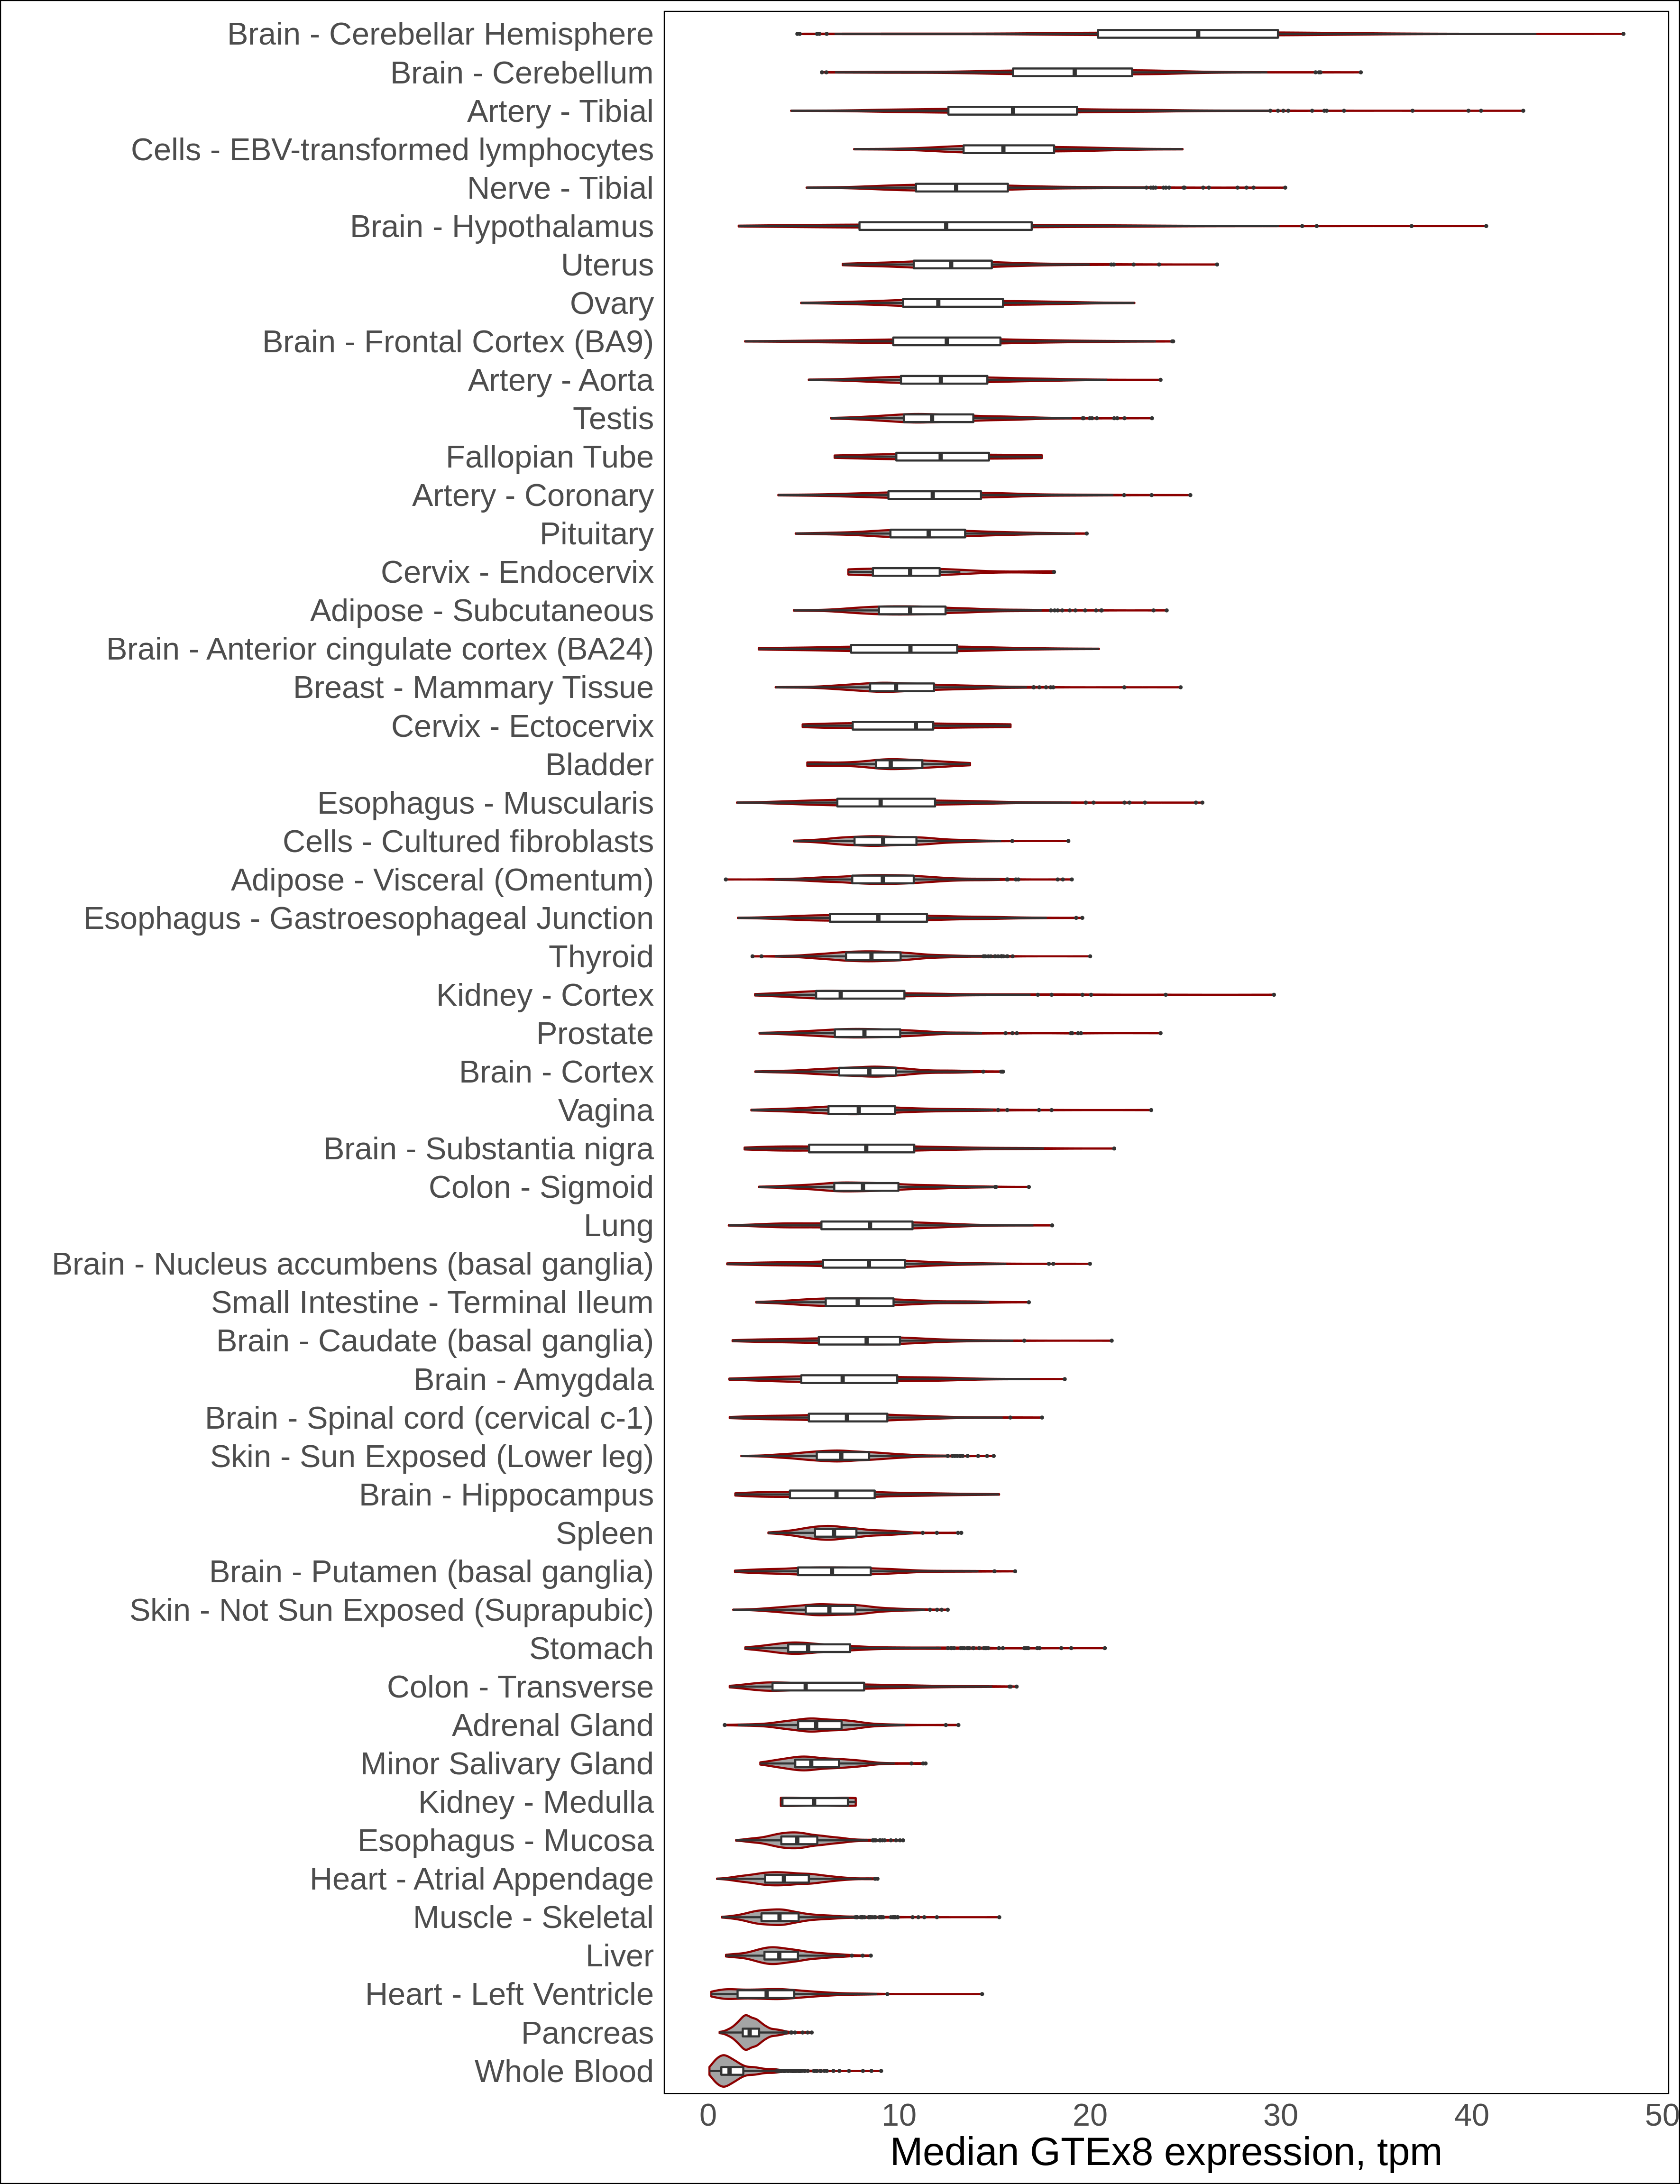 Brain - Cerebellar Hemisphere
Brain - Cerebellum
Artery - Tibial
Cells - EBV-transformed lymphocytes
Nerve - Tibial
Brain - Hypothalamus
Uterus
Ovary
Brain - Frontal Cortex (BA9)
Artery - Aorta
Testis
Fallopian Tube
Artery - Coronary
Pituitary
Cervix - Endocervix
Adipose - Subcutaneous
Brain - Anterior cingulate cortex (BA24)
Breast - Mammary Tissue
Cervix - Ectocervix
Bladder
Esophagus - Muscularis
Cells - Cultured fibroblasts
Adipose - Visceral (Omentum)
Esophagus - Gastroesophageal Junction
Thyroid
Kidney - Cortex
Prostate
Brain - Cortex
Vagina
Brain - Substantia nigra
Colon - Sigmoid
Lung
Brain - Nucleus accumbens (basal ganglia)
Small Intestine - Terminal Ileum
Brain - Caudate (basal ganglia)
Brain - Amygdala
Brain - Spinal cord (cervical c-1)
Skin - Sun Exposed (Lower leg)
Brain - Hippocampus
Spleen
Brain - Putamen (basal ganglia)
Skin - Not Sun Exposed (Suprapubic)
Stomach
Colon - Transverse
Adrenal Gland
Minor Salivary Gland
Kidney - Medulla
Esophagus - Mucosa
Heart - Atrial Appendage
Muscle - Skeletal
Liver
Heart - Left Ventricle
Pancreas
Whole Blood
0 10 20 30 40 50
Median GTEx8 expression, tpm